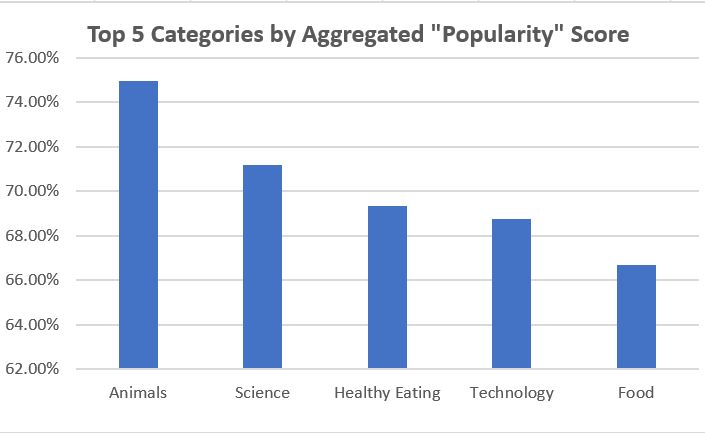 Top 5 Categories by Aggregated "Popularity" Score
76.00%
74.00%
72.00%
70.00%
68.00%
66.00%
64.00%
62.00%
Animals
Science
Healthy Eating
Technology
Food